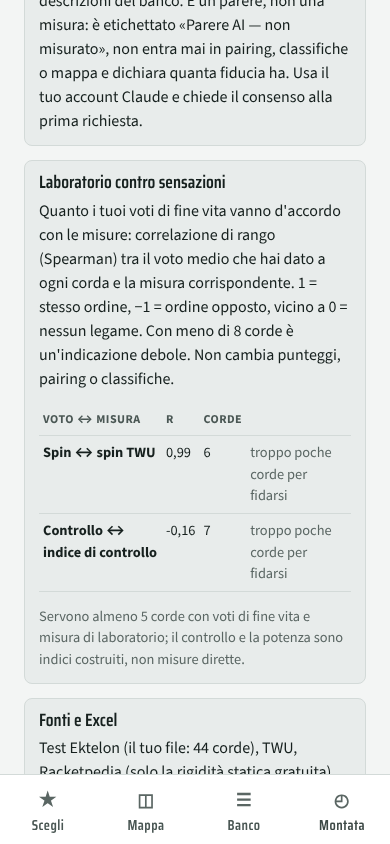 descrizioni del banco. È un parere, non una
misura: è etichettato «Parere AI — non
misurato», non entra mai in pairing, classifiche
o mappa e dichiara quanta fiducia ha. Usa il
tuo account Claude e chiede il consenso alla
prima richiesta.
Laboratorio contro sensazioni
Quanto i tuoi voti di fine vita vanno d'accordo
con le misure: correlazione di rango
(Spearman) tra il voto medio che hai dato a
ogni corda e la misura corrispondente. 1 =
stesso ordine, −1 = ordine opposto, vicino a 0 =
nessun legame. Con meno di 8 corde è
un'indicazione debole. Non cambia punteggi,
pairing o classifiche.
VOTO ↔ MISURA R CORDE
Spin ↔ spin TWU 0,99 6 troppo poche
corde per
fidarsi
Controllo ↔ -0,16 7 troppo poche
indice di controllo corde per
fidarsi
Servono almeno 5 corde con voti di fine vita e
misura di laboratorio; il controllo e la potenza sono
indici costruiti, non misure dirette.
Fonti e Excel
Test Ektelon (il tuo file: 44 corde), TWU,
Racketpedia (solo la rigidità statica gratuita)
Scegli Mappa Banco Montata